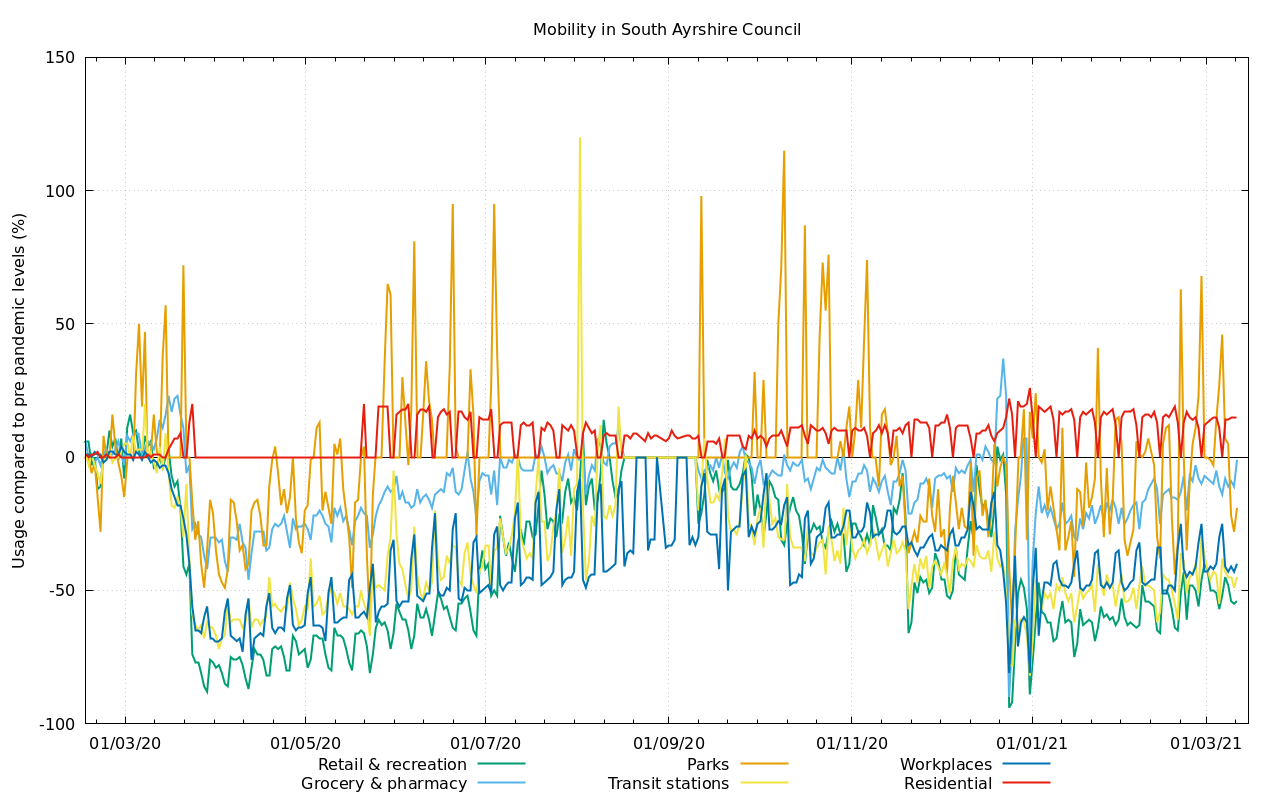 Mobility in South Ayrshire Council
Usage compared to pre pandemic levels (%)
150
100
50
0
-50
-100
01/03/20 01/05/20 01/07/20 01/09/20 01/11/20 01/01/21 01/03/21
Retail & recreation Parks Workplaces
Grocery & pharmacy Transit stations Residential